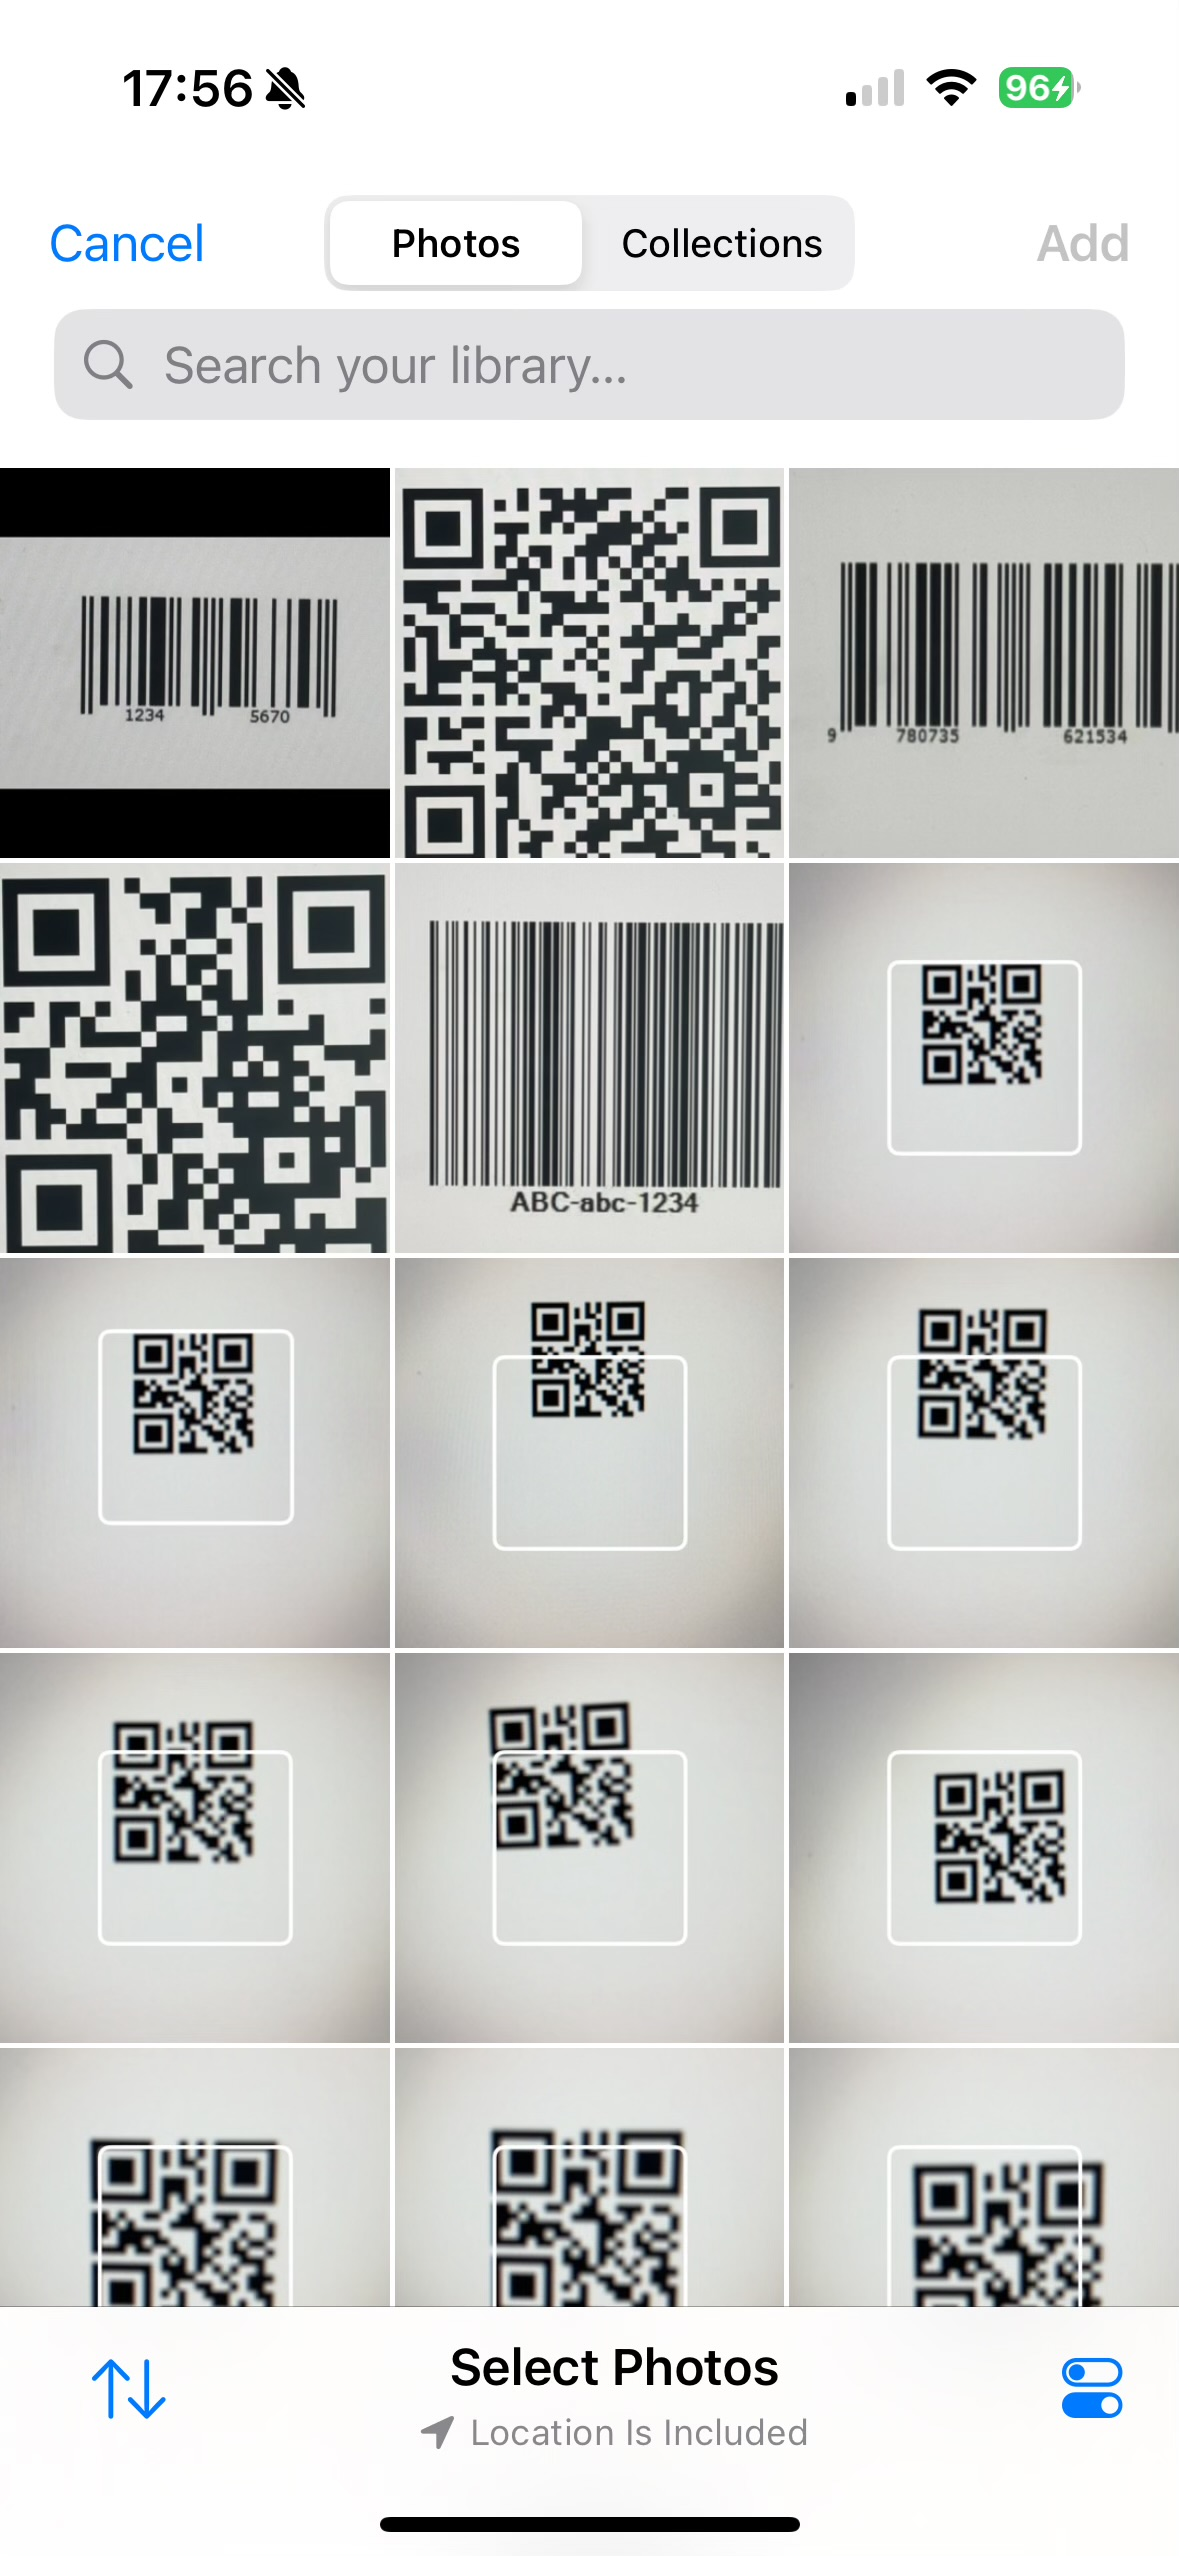 17:56
96
Cancel
Photos
Collections
Add
Search your library...
1234 5670
9 780735 621534
ABC-abc-1234
Select Photos
Location Is Included